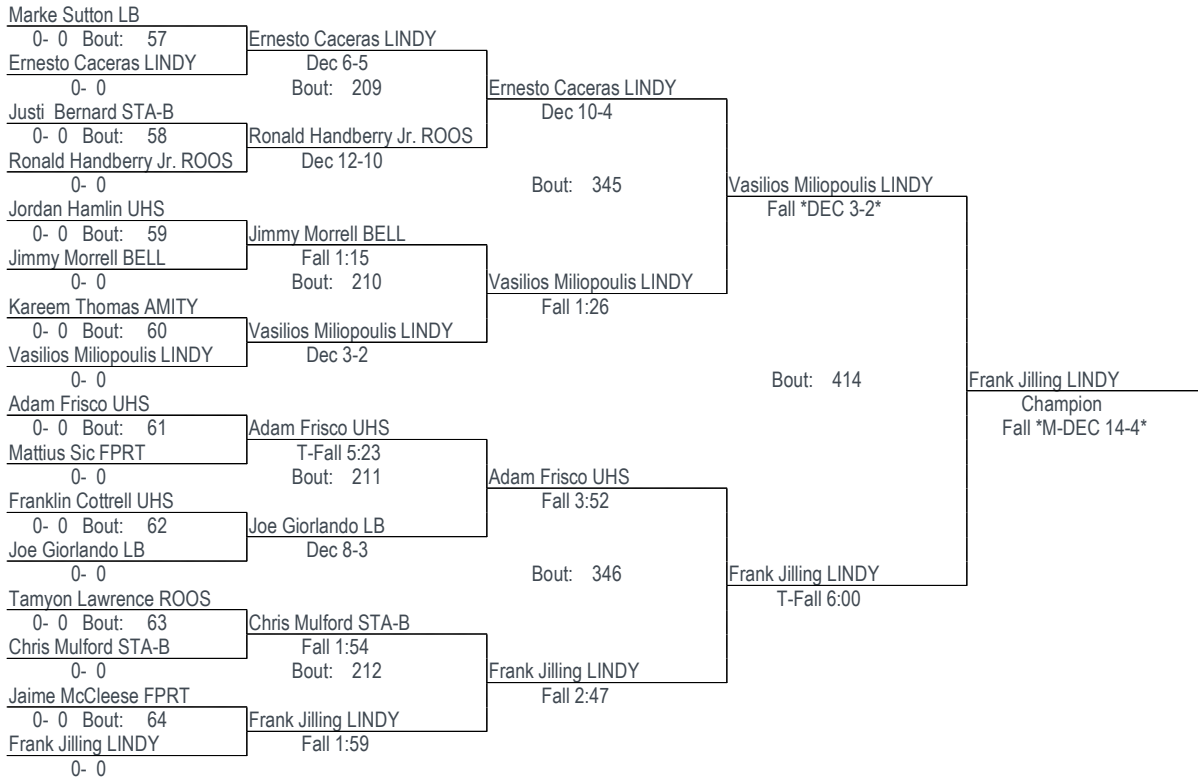 Marke Sutton LB
0- 0 Bout: 57
Ernesto Caceras LINDY
0- 0
Justi Bernard STA-B
0- 0 Bout: 58
Ronald Handberry Jr. ROOS
0- 0
Jordan Hamlin UHS
0- 0 Bout: 59
Jimmy Morrell BELL
0- 0
Kareem Thomas AMITY
0- 0 Bout: 60
Vasilios Miliopoulis LINDY
0- 0
Adam Frisco UHS
0- 0 Bout: 61
Mattius Sic FPRT
0- 0
Franklin Cottrell UHS
0- 0 Bout: 62
Joe Giorlando LB
0- 0
Tamyon Lawrence ROOS
0- 0 Bout: 63
Chris Mulford STA-B
0- 0
Jaime McCleese FPRT
0- 0 Bout: 64
Frank Jilling LINDY
0- 0
Ernesto Caceras LINDY
Dec 6-5
Bout: 209
Ronald Handberry Jr. ROOS
Dec 12-10
Jimmy Morrell BELL
Fall 1:15
Bout: 210
Vasilios Miliopoulis LINDY
Dec 3-2
Adam Frisco UHS
T-Fall 5:23
Bout: 211
Joe Giorlando LB
Dec 8-3
Chris Mulford STA-B
Fall 1:54
Bout: 212
Frank Jilling LINDY
Fall 1:59
Ernesto Caceras LINDY
Dec 10-4
Bout: 345
Vasilios Miliopoulis LINDY
Fall 1:26
Adam Frisco UHS
Fall 3:52
Bout: 346
Frank Jilling LINDY
Fall 2:47
Vasilios Miliopoulis LINDY
Fall *DEC 3-2*
Bout: 414
Frank Jilling LINDY
T-Fall 6:00
Frank Jilling LINDY
Champion
Fall *M-DEC 14-4*